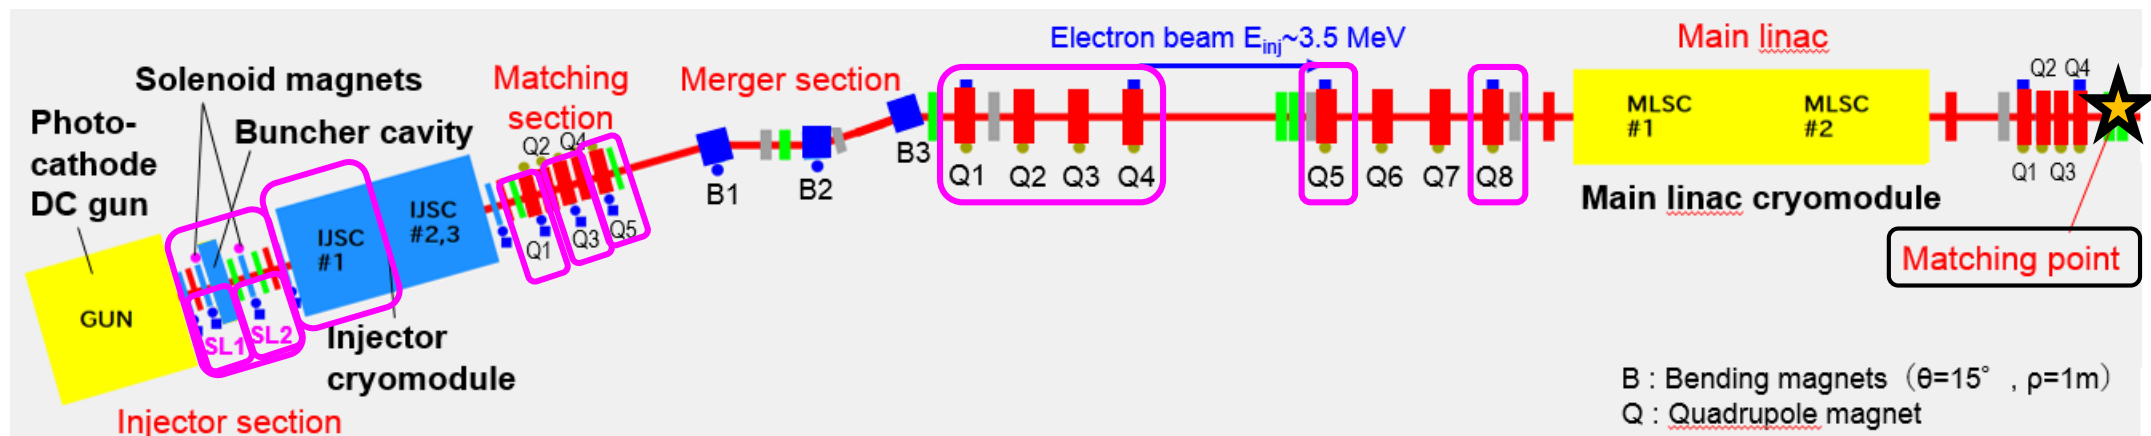 Solenoid magnets
Photo-
cathode
DC gun
Buncher cavity
GUN
SL1
SL2
IJSC
#1
IJSC
#2,3
Injector
cryomodule
Injector section
Matching
section
Q2 Q4
Q1
Q3
Q5
Merger section
B1
B2
B3
Electron beam Einj~3.5 MeV
Q1
Q2
Q3
Q4
Q5
Q6
Q7
Q8
Main linac
MLSC
#1
MLSC
#2
Main linac cryomodule
Q2 Q4
Q1 Q3
Matching point
B : Bending magnets（θ=15°, ρ=1m）
Q : Quadrupole magnet